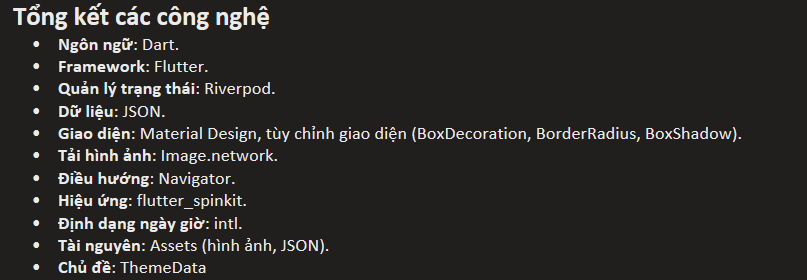 Tổng kết các công nghệ
• Ngôn ngữ: Dart.
• Framework: Flutter.
• Quản lý trạng thái: Riverpod.
• Dữ liệu: JSON.
• Giao diện: Material Design, tùy chỉnh giao diện (BoxDecoration, BorderRadius, BoxShadow).
• Tải hình ảnh: Image.network.
• Điều hướng: Navigator.
• Hiệu ứng: flutter_spinkit.
• Định dạng ngày giờ: intl.
• Tài nguyên: Assets (hình ảnh, JSON).
• Chủ đề: ThemeData